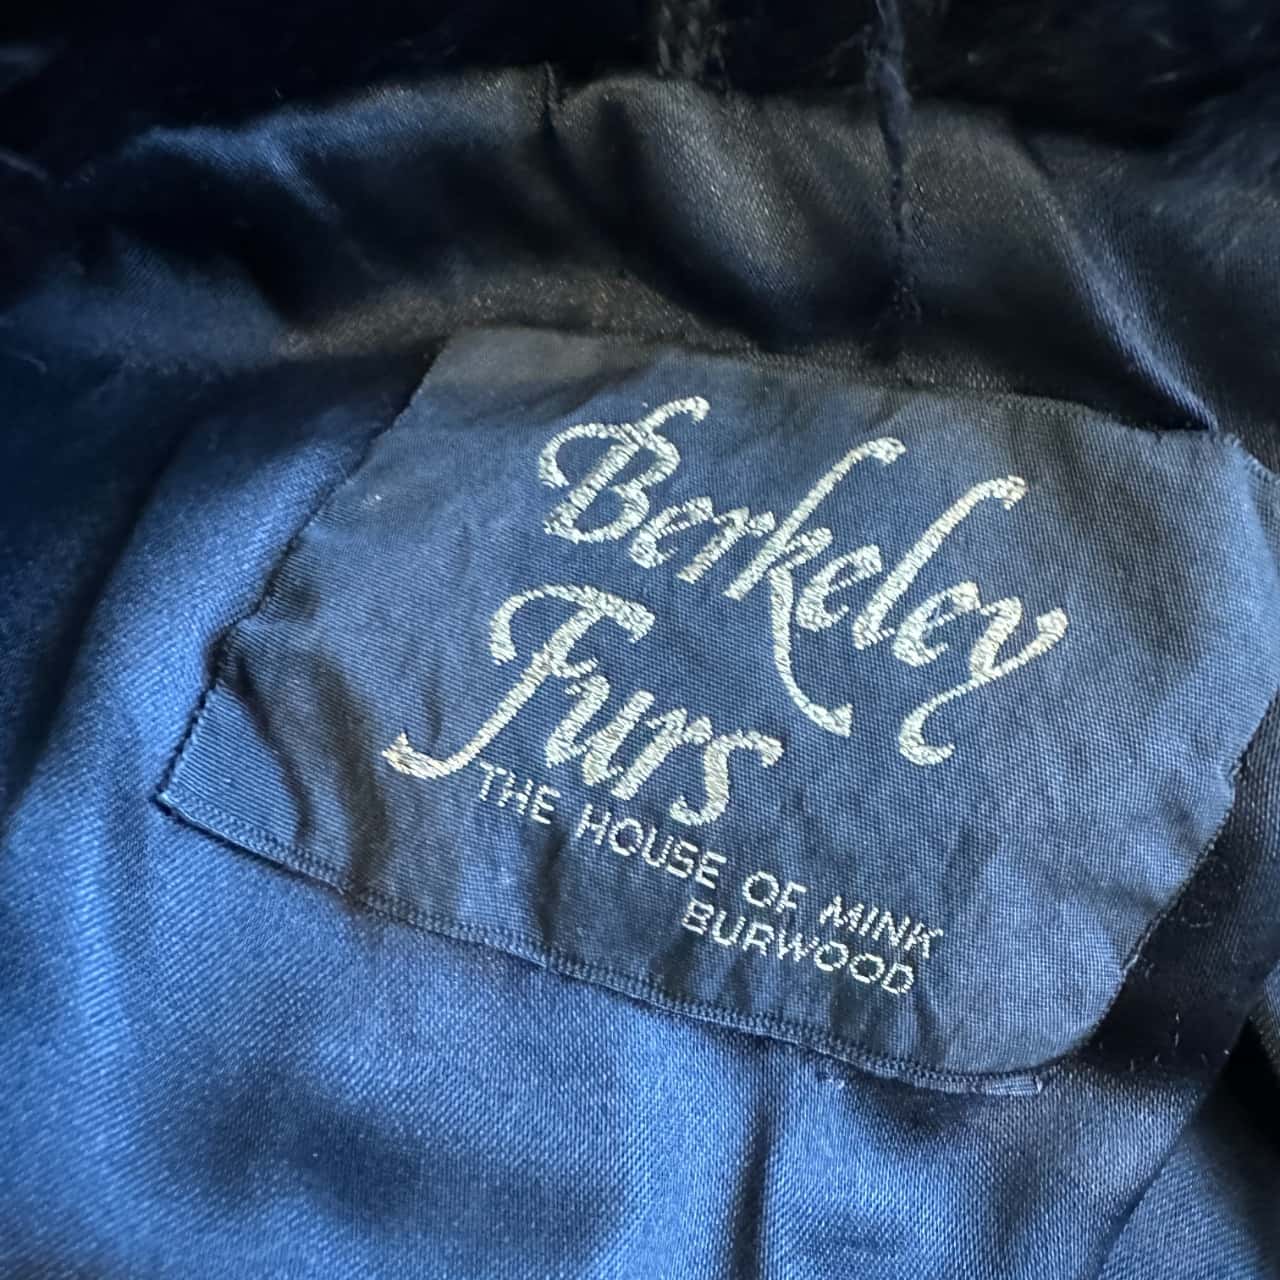 Berkeley
Furs
THE HOUSE OF MINK
BURWOOD